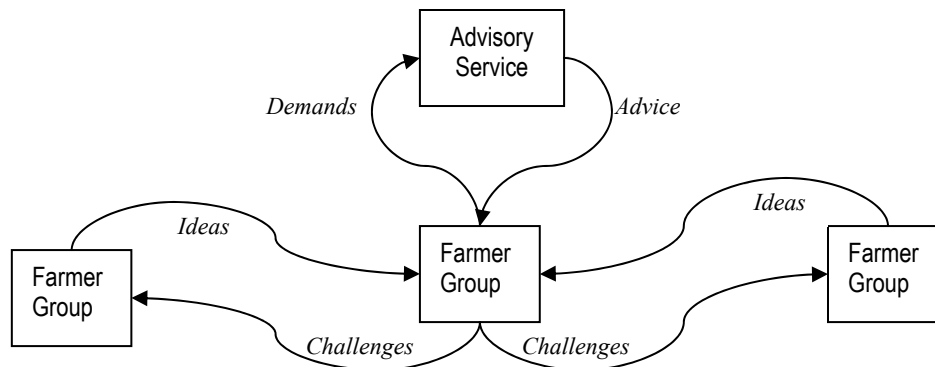 Advisory
Service
Demands
Advice
Ideas
Ideas
Farmer
Group
Farmer
Group
Farmer
Group
Challenges
Challenges